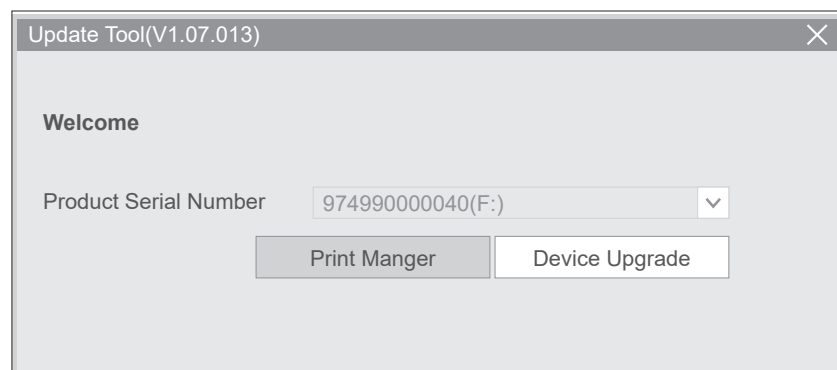 Update Tool(V1.07.013)
Welcome
Product Serial Number 974990000040(F:)
Print Manger Device Upgrade